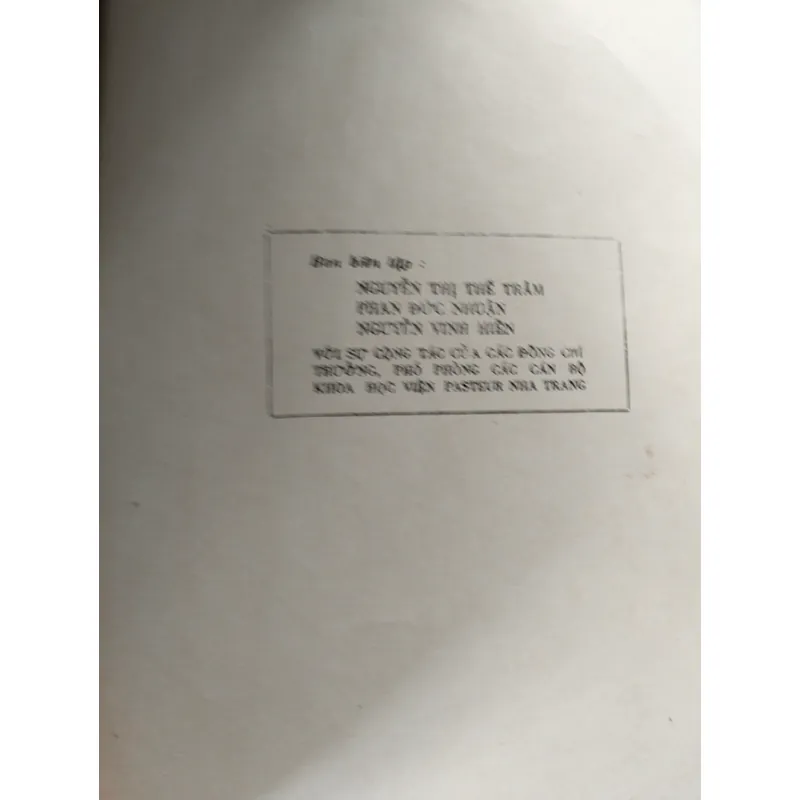 Ban biên tập :
NGUYỄN THỊ THẾ TRÂM
PHAN ĐỨC NHUẬN
NGUYỄN VINH HIỂN
VỚI SỰ CỘNG TÁC CỦA CÁC ĐỒNG CHÍ
TRƯỞNG, PHÓ PHÒNG CÁC CÁN BỘ
KHOA HỌC VIỆN PASTEUR NHA TRANG